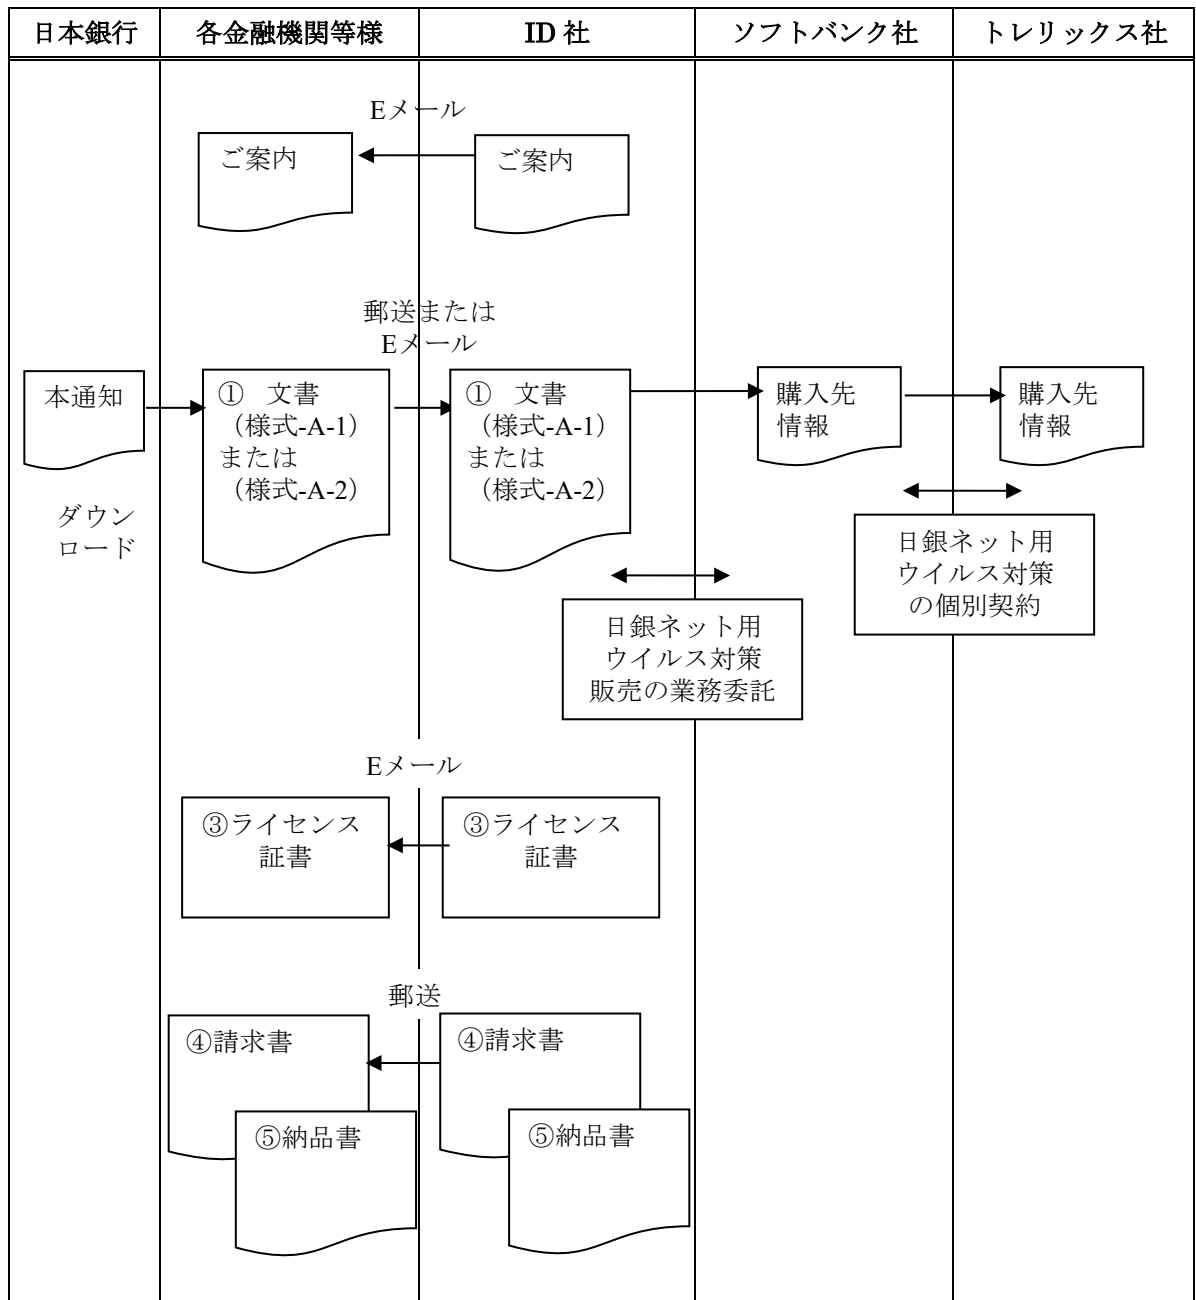 日本銀行
各金融機関等様
ID 社
ソフトバンク社
トレリックス社
Eメール
ご案内
ご案内
郵送または
Eメール
本通知
ダウン
ロード
① 文書
（様式-A-1）
または
（様式-A-2）
① 文書
（様式-A-1）
または
（様式-A-2）
購入先
情報
購入先
情報
日銀ネット用
ウイルス対策
の個別契約
日銀ネット用
ウイルス対策
販売の業務委託
Eメール
③ライセンス
証書
③ライセンス
証書
郵送
④請求書
④請求書
⑤納品書
⑤納品書